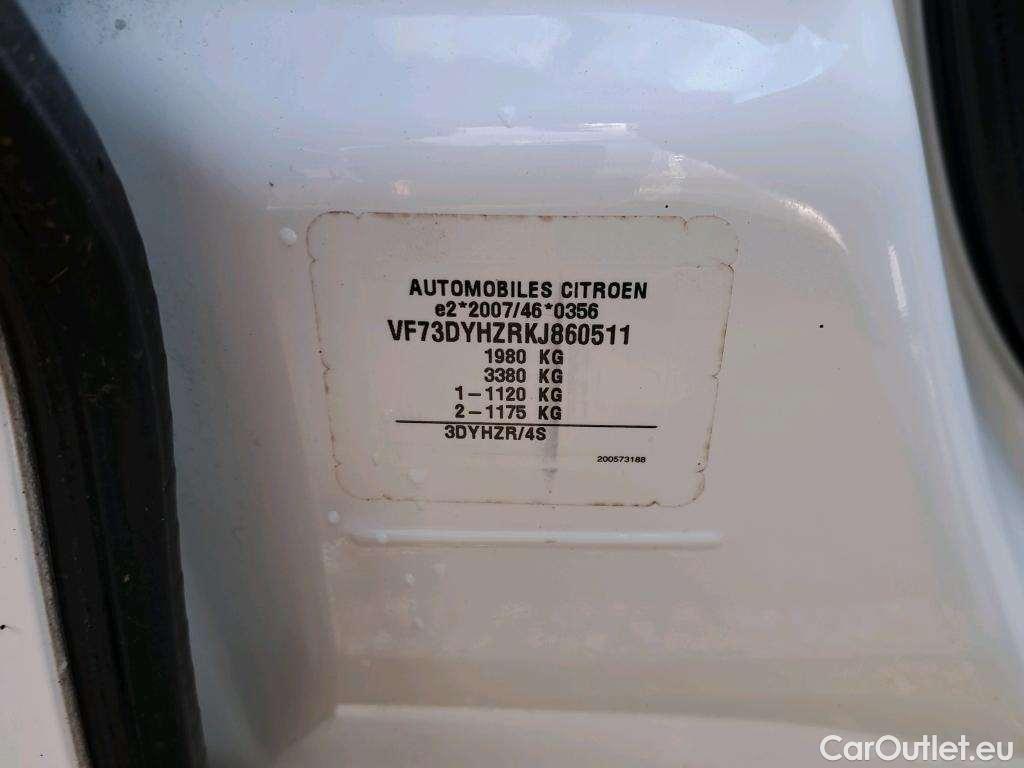 AUTOMOBILES CITROEN
e2*2007/46*0356
VF73DYHZRKJ860511
1980 KG
3380 KG
1-1120 KG
2-1175 KG
3DYHZR/4S
200573188
CarOutlet.eu